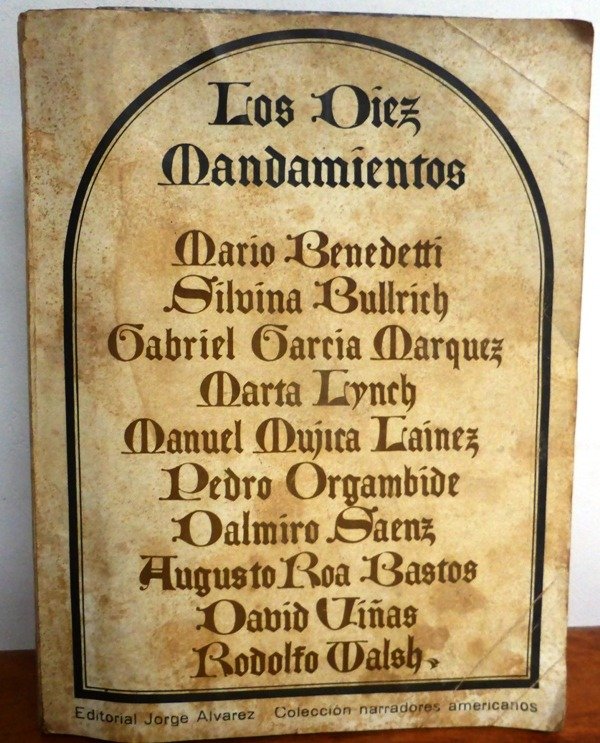 Los Diez
Mandamientos
Mario Benedetti
Silvina Bullrich
Gabriel Garcia Marquez
Marta Lynch
Manuel Mujica Lainez
Pedro Orgambide
Dalmiro Saenz
Augusto Roa Bastos
David Viñas
Rodolfo Walsh
Editorial Jorge Alvarez Colección narradores americanos